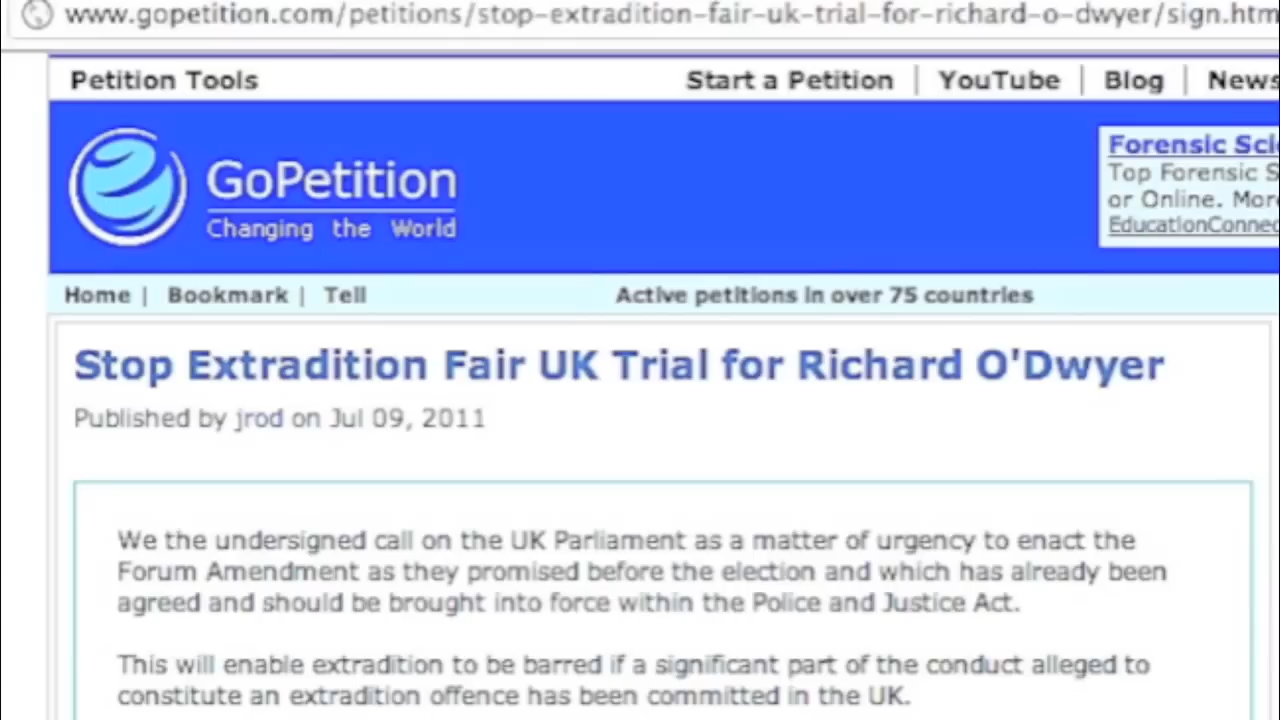 www.gopetition.com/petitions/stop-extradition-fair-uk-trial-for-richard-o-dwyer/sign.htm
Petition Tools
Start a Petition | YouTube | Blog | News
GoPetition
Changing the World
Forensic Sci
Top Forensic S
or Online. More
EducationConnec
Home | Bookmark | Tell
Active petitions in over 75 countries
Stop Extradition Fair UK Trial for Richard O'Dwyer
Published by jrod on Jul 09, 2011
We the undersigned call on the UK Parliament as a matter of urgency to enact the
Forum Amendment as they promised before the election and which has already been
agreed and should be brought into force within the Police and Justice Act.
This will enable extradition to be barred if a significant part of the conduct alleged to
constitute an extradition offence has been committed in the UK.